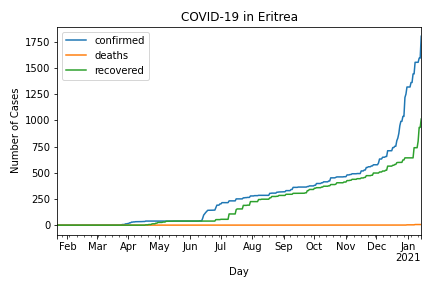 COVID-19 in Eritrea
confirmed
deaths
recovered
Number of Cases
1750
1500
1250
1000
750
500
250
0
Feb Mar Apr May Jun Jul Aug Sep Oct Nov Dec Jan
2021
Day